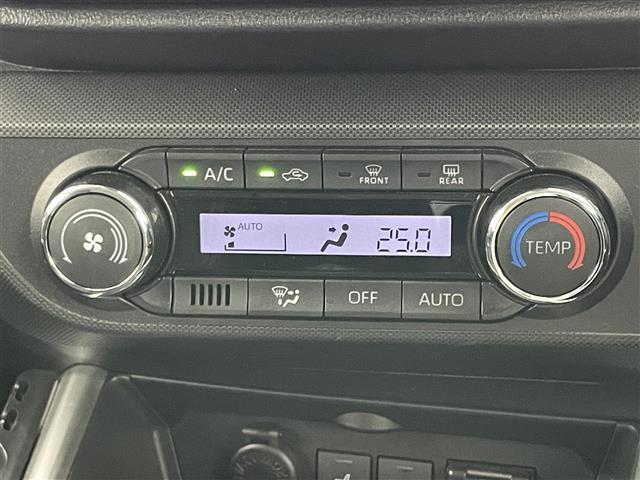 A/C
FRONT
REAR
AUTO
25.0
TEMP
OFF
AUTO